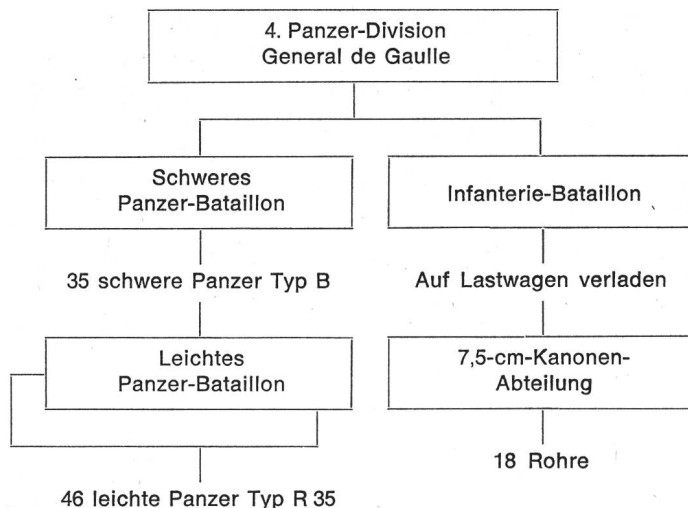 4. Panzer-Division
General de Gaulle
Schweres
Panzer-Bataillon
Infanterie-Bataillon
35 schwere Panzer Typ B
Auf Lastwagen verladen
Leichtes
Panzer-Bataillon
7,5-cm-Kanonen-
Abteilung
18 Rohre
46 leichte Panzer Typ R 35